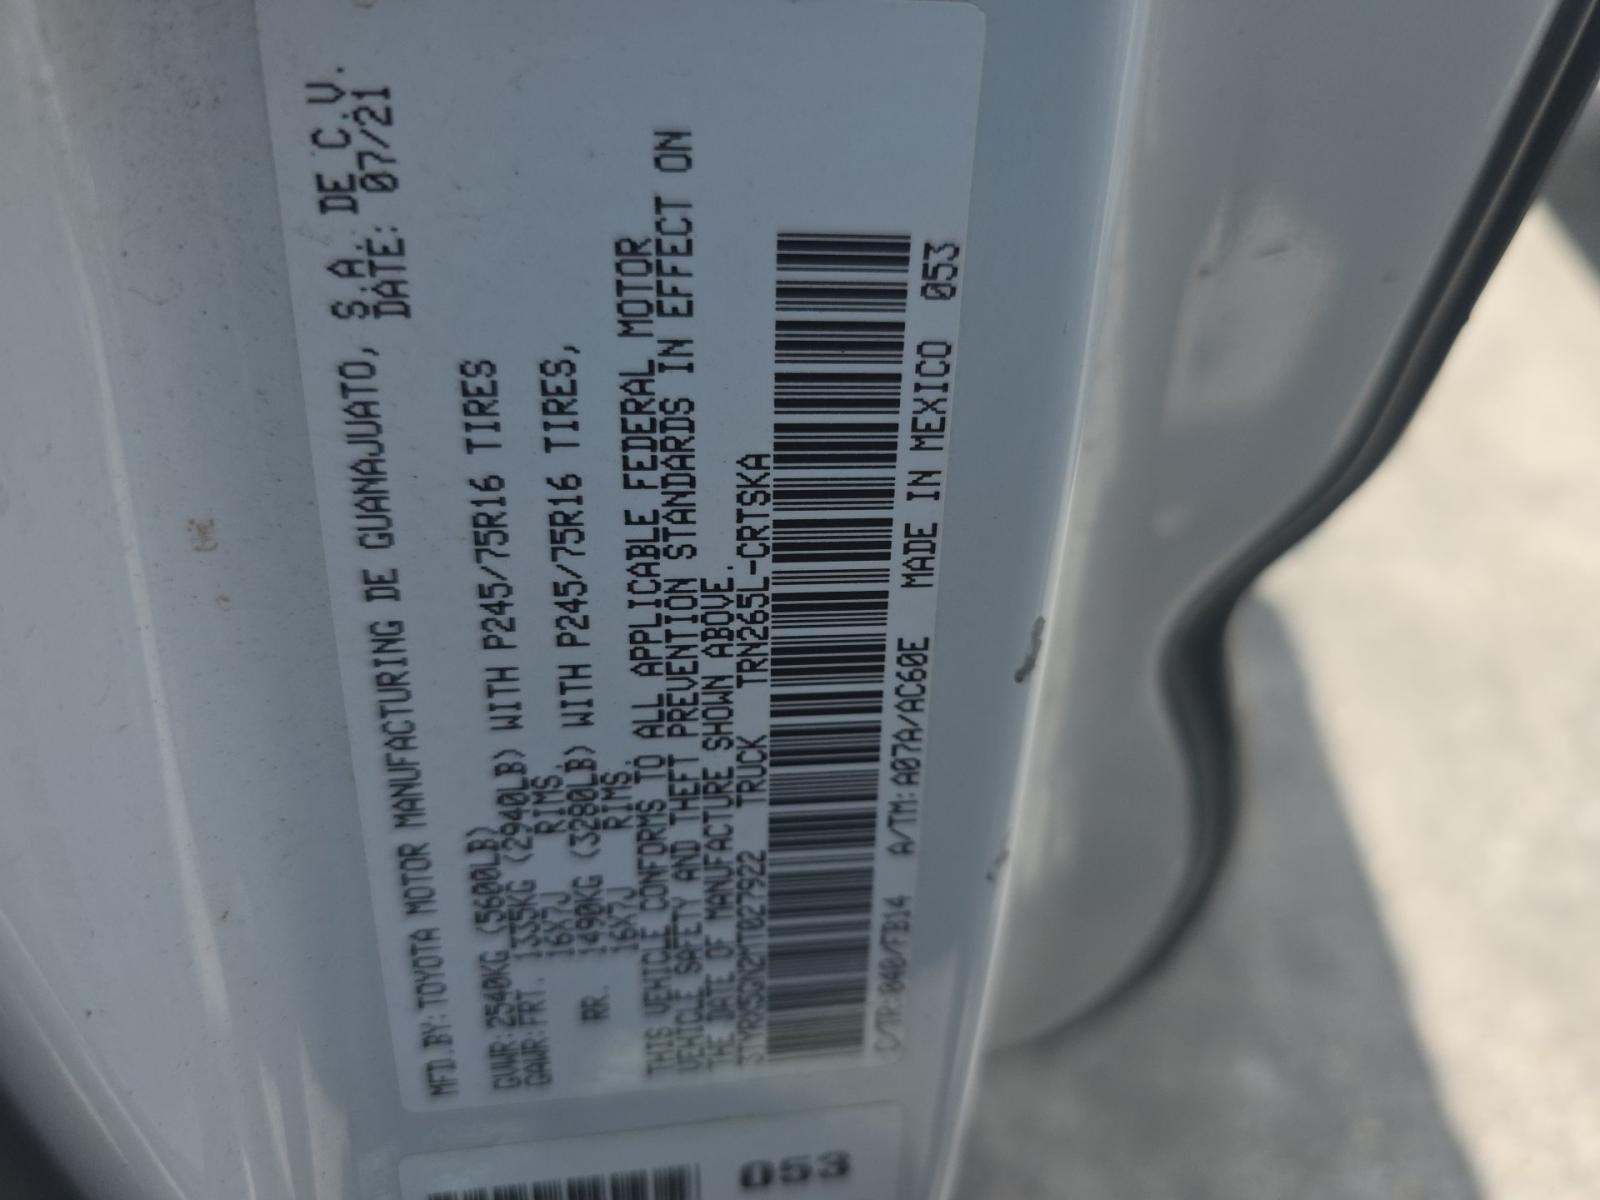 MFD.BY: TOYOTA MOTOR MANUFACTURING DE GUANAJUATO, S.A. DE C.V.
DATE: 07/21
GVWR: 2540KG (5600LB)
GAWR: FRT. 1335KG (2940LB) WITH P245/75R16 TIRES
16X7J RIMS,
RR. 1490KG (3280LB) WITH P245/75R16 TIRES,
16X7J RIMS.
THIS VEHICLE CONFORMS TO ALL APPLICABLE FEDERAL MOTOR
VEHICLE SAFETY AND THEFT PREVENTION STANDARDS IN EFFECT ON
THE DATE OF MANUFACTURE SHOWN ABOVE.
3TYRX5GN2MT027922 TRUCK TRN265L-CRTSKA
C/TR: 040/FB14 A/TM: A07A/AC60E MADE IN MEXICO 053
053